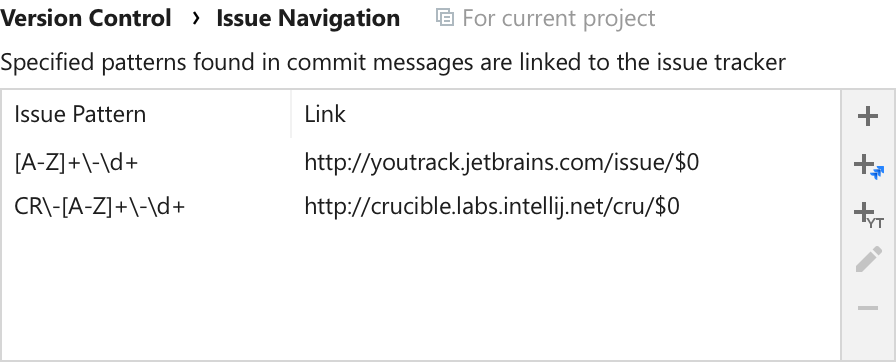 Version Control › Issue Navigation For current project
Specified patterns found in commit messages are linked to the issue tracker
Issue Pattern Link
[A-Z]+\-\d+ http://youtrack.jetbrains.com/issue/$0
CR\-[A-Z]+\-\d+ http://crucible.labs.intellij.net/cru/$0
YT